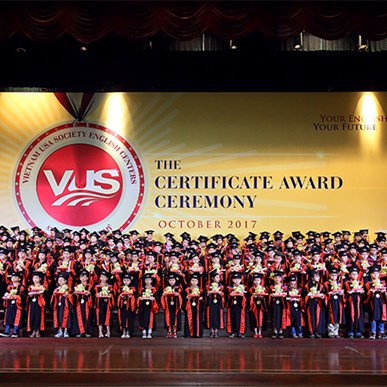 VIETNAM USA SOCIETY ENGLISH CENTERS
VUS
THE
CERTIFICATE AWARD
CEREMONY
OCTOBER 2017
YOUR ENGLISH
YOUR FUTURE